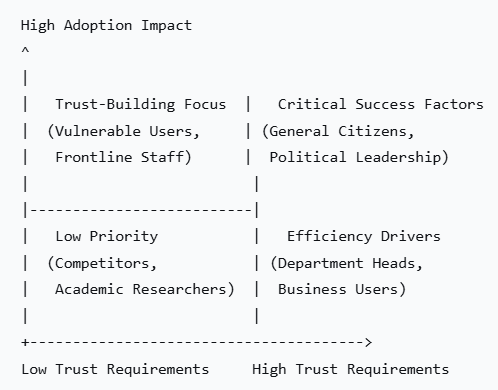 High Adoption Impact
^
|
|   Trust-Building Focus  |   Critical Success Factors
|  (Vulnerable Users,     | (General Citizens,
|   Frontline Staff)      |  Political Leadership)
|                          |
|--------------------------|
|   Low Priority           |   Efficiency Drivers
|  (Competitors,           | (Department Heads,
|   Academic Researchers)  |  Business Users)
|                          |
+--------------------------------------->
Low Trust Requirements     High Trust Requirements